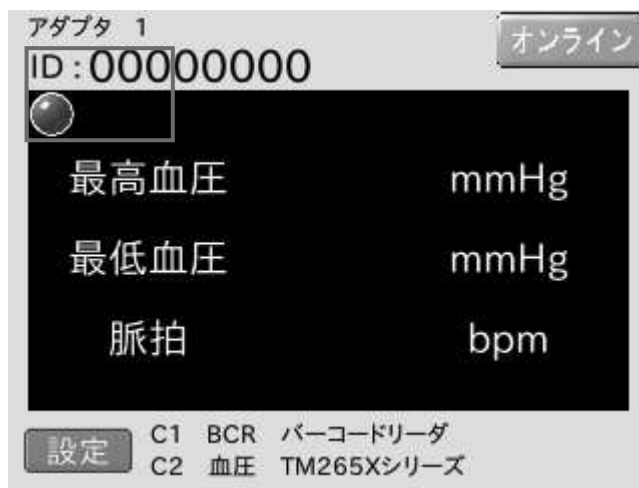 アダプタ 1
オンライン
ID:00000000
最高血圧 mmHg
最低血圧 mmHg
脈拍 bpm
設定
C1 BCR バーコードリーダ
C2 血圧 TM265Xシリーズ